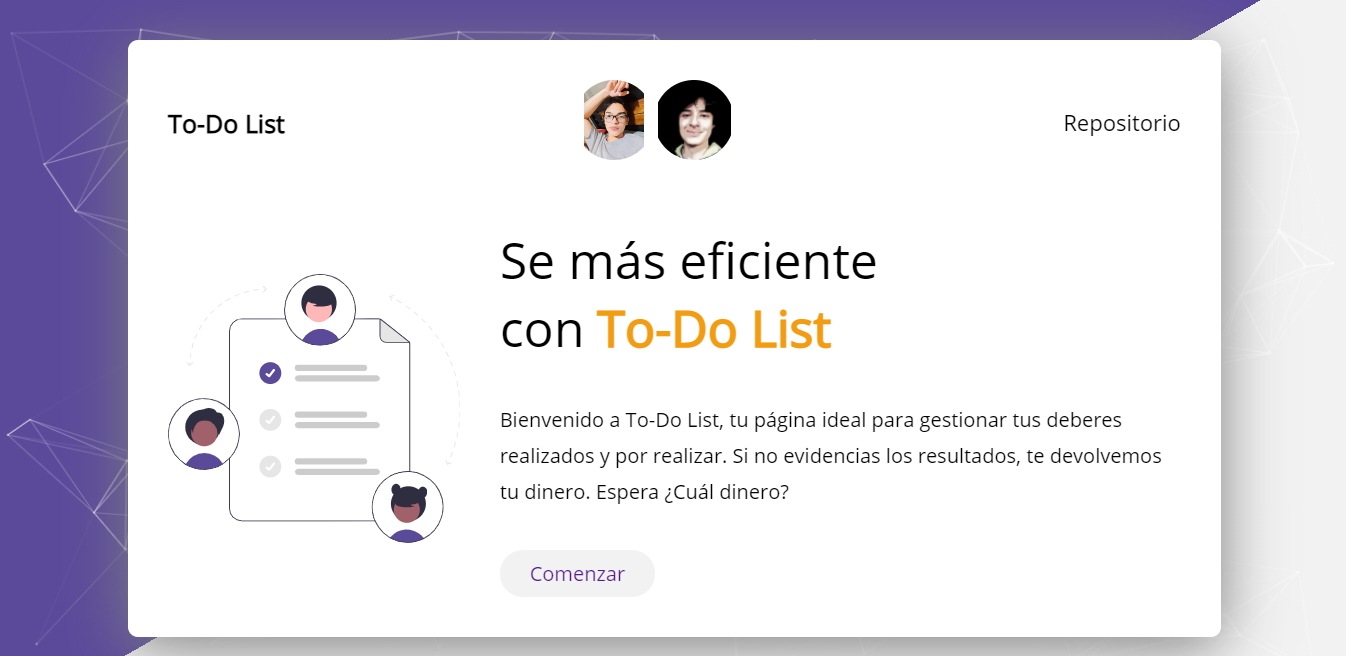 To-Do List
Repositorio
Se más eficiente
con To-Do List
Bienvenido a To-Do List, tu página ideal para gestionar tus deberes
realizados y por realizar. Si no evidencias los resultados, te devolvemos
tu dinero. Espera ¿Cuál dinero?
Comenzar